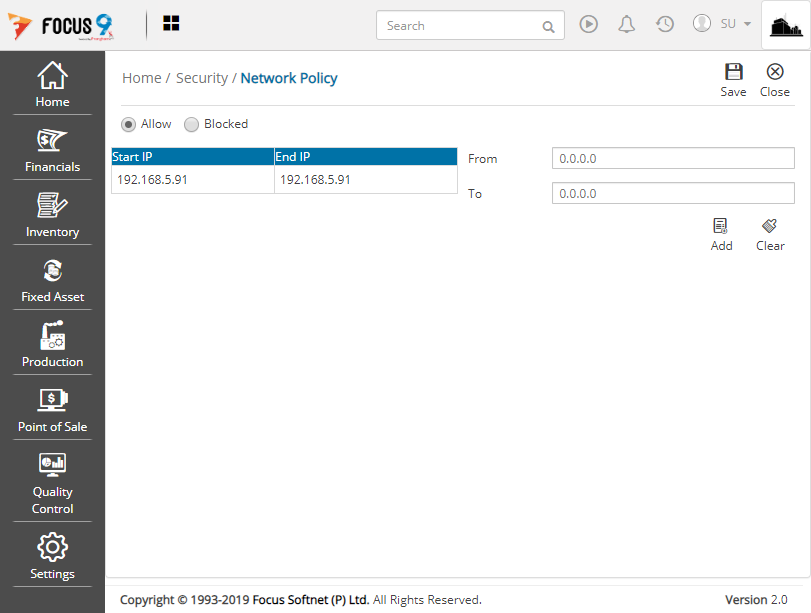 FOCUS 9
Search
SU
Home
Financials
Inventory
Fixed Asset
Production
Point of Sale
Quality
Control
Settings
Home / Security / Network Policy
Save
Close
Allow
Blocked
Start IP
End IP
192.168.5.91
192.168.5.91
From
0.0.0.0
To
0.0.0.0
Add
Clear
Copyright © 1993-2019 Focus Softnet (P) Ltd. All Rights Reserved.
Version 2.0